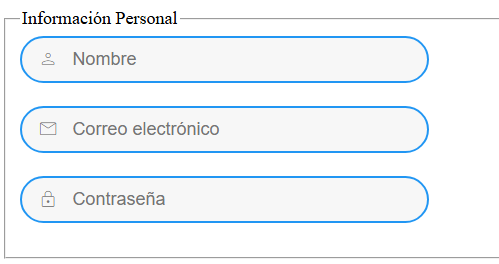 Información Personal
Nombre
Correo electrónico
Contraseña